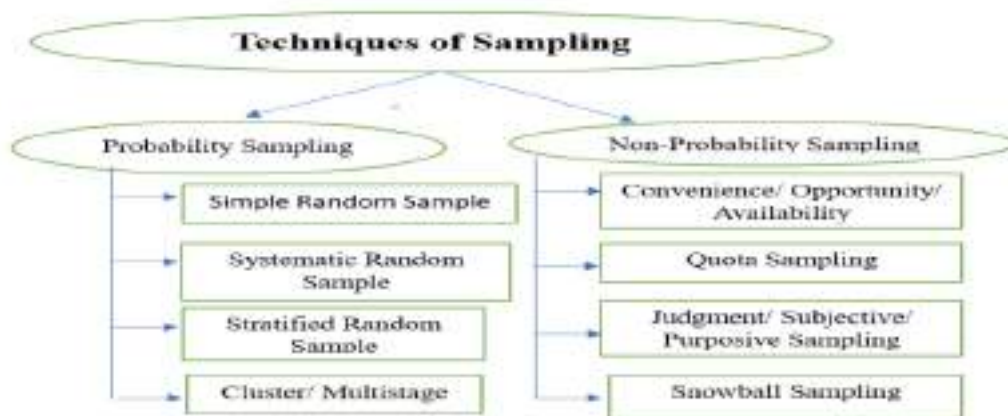 Techniques of Sampling
Probability Sampling
Simple Random Sample
Systematic Random
Sample
Stratified Random
Sample
Cluster/ Multistage
Non-Probability Sampling
Convenience/ Opportunity/
Availability
Quota Sampling
Judgment/ Subjective/
Purposive Sampling
Snowball Sampling